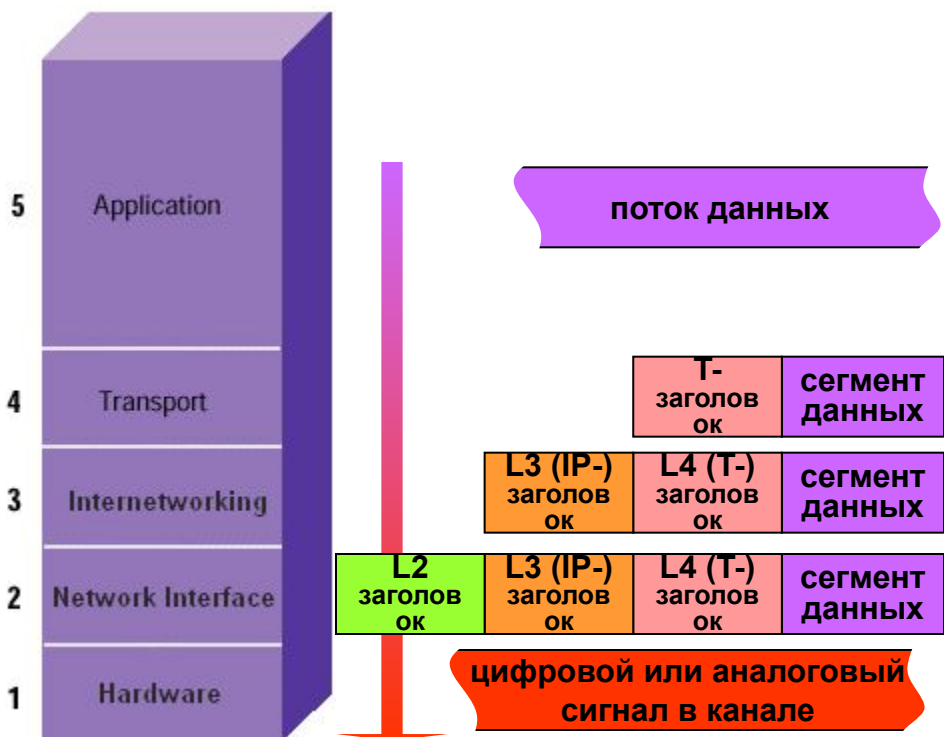 5
Application
поток данных
4
Transport
T-
заголов
ок
сегмент
данных
3
Internetworking
L3 (IP-)
заголов
ок
L4 (T-)
заголов
ок
сегмент
данных
2
Network Interface
L2
заголов
ок
L3 (IP-)
заголов
ок
L4 (T-)
заголов
ок
сегмент
данных
1
Hardware
цифровой или аналоговый
сигнал в канале